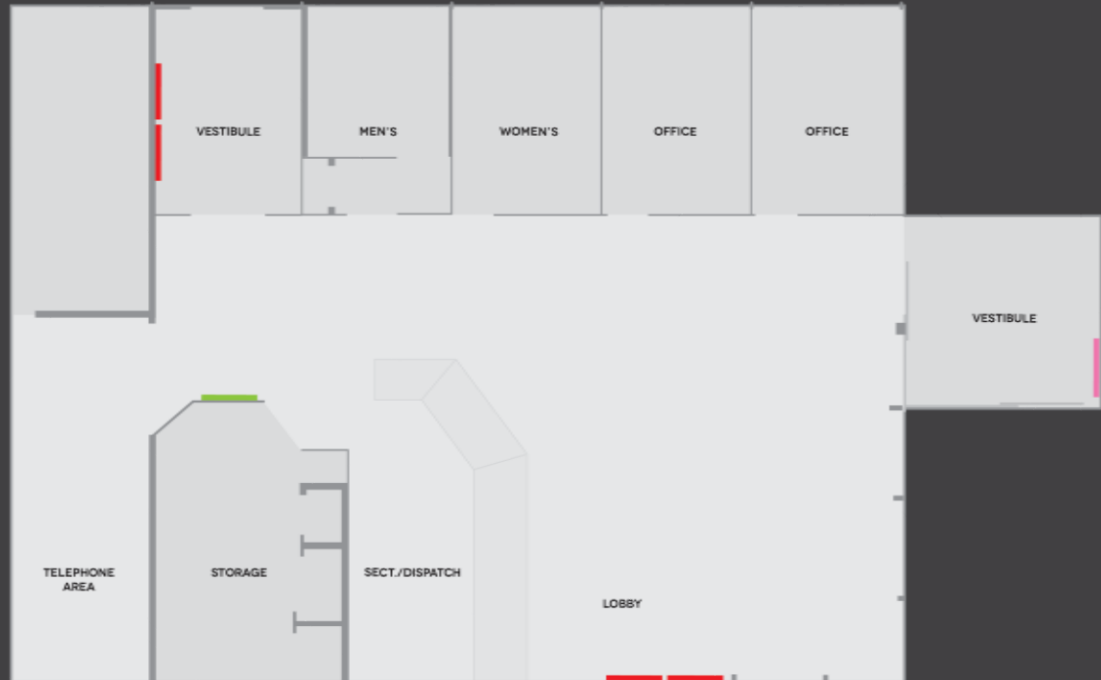 VESTIBULE
MEN'S
WOMEN'S
OFFICE
OFFICE
VESTIBULE
TELEPHONE
AREA
STORAGE
SECT./DISPATCH
LOBBY